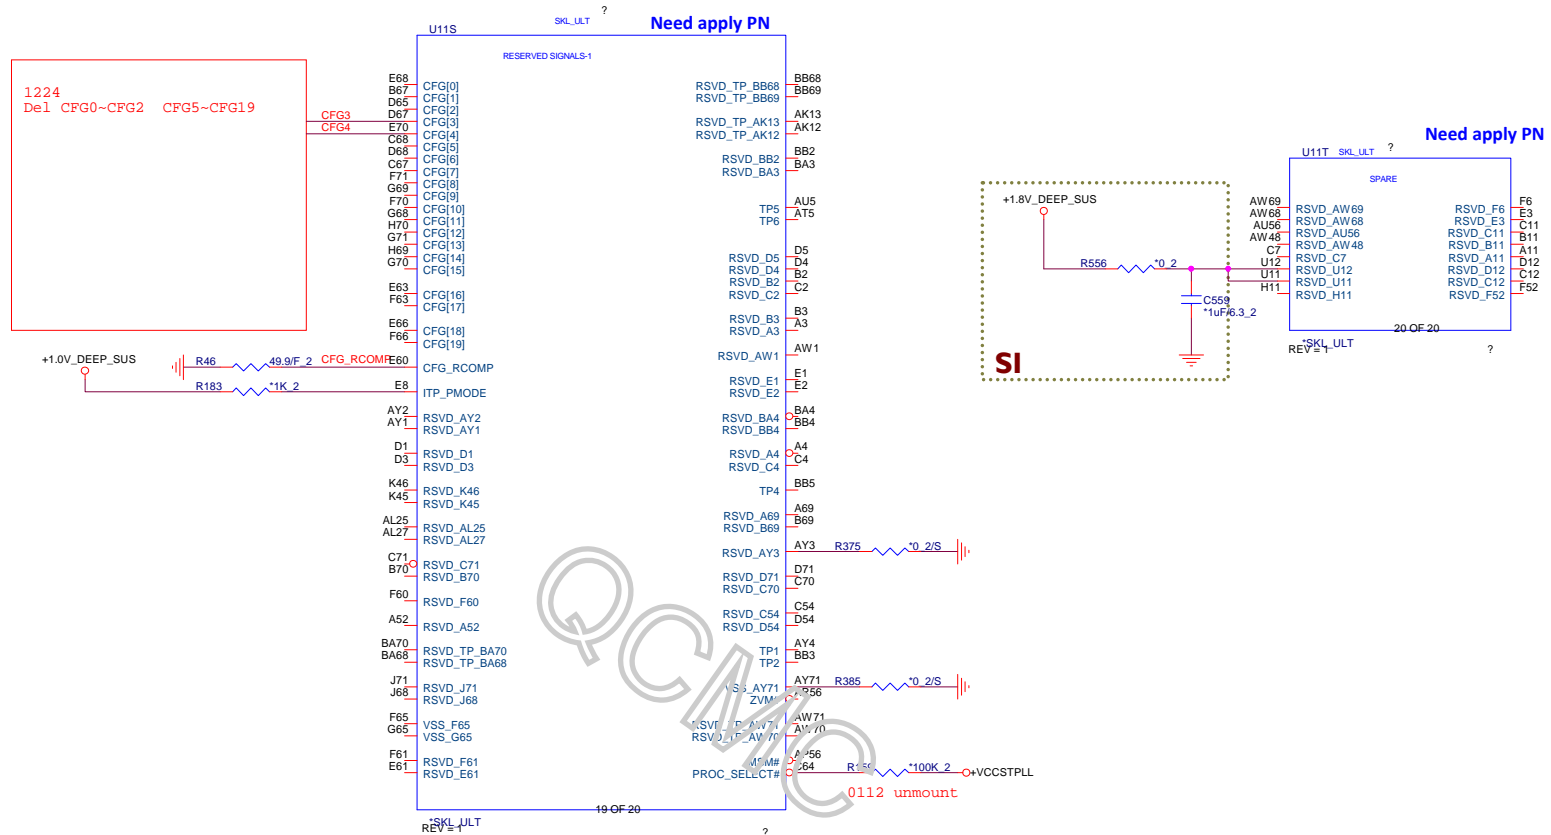 ?
SKL_ULT
Need apply PN
U11S
RESERVED SIGNALS-1
1224
Del CFG0~CFG2 CFG5~CFG19
CFG3
CFG4
E68 CFG[0]
B67 CFG[1]
D65 CFG[2]
D67 CFG[3]
E70 CFG[4]
C68 CFG[5]
D68 CFG[6]
C67 CFG[7]
F71 CFG[8]
G69 CFG[9]
F70 CFG[10]
G68 CFG[11]
H70 CFG[12]
G71 CFG[13]
H69 CFG[14]
G70 CFG[15]
E63 CFG[16]
F63 CFG[17]
E66 CFG[18]
F66 CFG[19]
+1.0V_DEEP_SUS
R46 49.9/F_2 CFG_RCOMP E60 CFG_RCOMP
R183 *1K_2 E8 ITP_PMODE
AY2 RSVD_AY2
AY1 RSVD_AY1
D1 RSVD_D1
D3 RSVD_D3
K46 RSVD_K46
K45 RSVD_K45
AL25 RSVD_AL25
AL27 RSVD_AL27
C71 RSVD_C71
B70 RSVD_B70
F60 RSVD_F60
A52 RSVD_A52
BA70 RSVD_TP_BA70
BA68 RSVD_TP_BA68
J71 RSVD_J71
J68 RSVD_J68
F65 VSS_F65
G65 VSS_G65
F61 RSVD_F61
E61 RSVD_E61
RSVD_TP_BB68 BB68
RSVD_TP_BB69 BB69
RSVD_TP_AK13 AK13
RSVD_TP_AK12 AK12
RSVD_BB2 BB2
RSVD_BA3 BA3
TP5 AU5
TP6 AT5
RSVD_D5 D5
RSVD_D4 D4
RSVD_B2 B2
RSVD_C2 C2
RSVD_B3 B3
RSVD_A3 A3
RSVD_AW1 AW1
RSVD_E1 E1
RSVD_E2 E2
RSVD_BA4 BA4
RSVD_BB4 BB4
RSVD_A4 A4
RSVD_C4 C4
TP4 BB5
RSVD_A69 A69
RSVD_B69 B69
RSVD_AY3 AY3 R375 *0_2/S
RSVD_D71 D71
RSVD_C70 C70
RSVD_C54 C54
RSVD_D54 D54
TP1 AY4
TP2 BB3
VSS_AY71 AY71 R385 *0_2/S
ZVM# AR56
RSVD_TP_AW71 AW71
RSVD_TP_AW70 AW70
MSM# AP56
PROC_SELECT# C64 *100K_2 +VCCSTPLL
0112 unmount
QCMC
19 OF 20
*SKL_ULT
REV = 1
?
SI
+1.8V_DEEP_SUS
R556 *0_2
C559
*1uF/6.3_2
Need apply PN
U11T SKL_ULT ?
SPARE
AW69 RSVD_AW69
AW68 RSVD_AW68
AU56 RSVD_AU56
AW48 RSVD_AW48
C7 RSVD_C7
U12 RSVD_U12
U11 RSVD_U11
H11 RSVD_H11
RSVD_F6 F6
RSVD_E3 E3
RSVD_C11 C11
RSVD_B11 B11
RSVD_A11 A11
RSVD_D12 D12
RSVD_C12 C12
RSVD_F52 F52
20 OF 20
*SKL_ULT
REV = 1
?